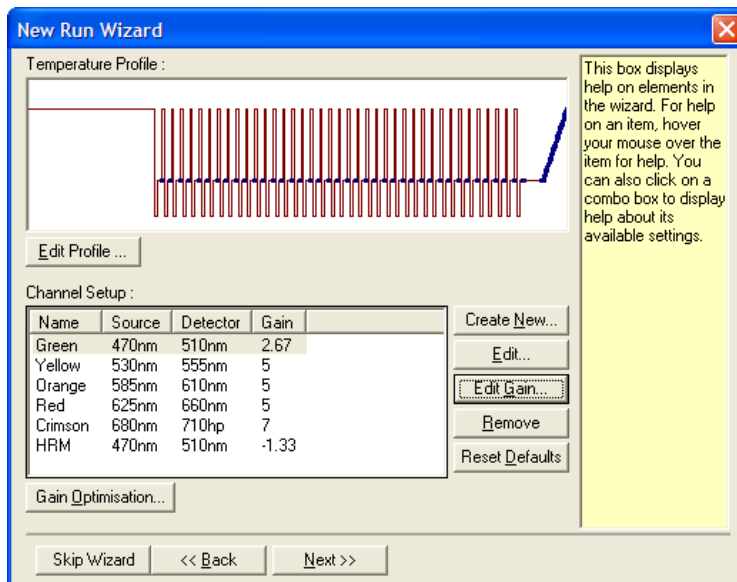 New Run Wizard
Temperature Profile :
This box displays
help on elements in
the wizard. For help
on an item, hover
your mouse over the
item for help. You
can also click on a
combo box to display
help about its
available settings.
Edit Profile ...
Channel Setup :
Name Source Detector Gain
Green 470nm 510nm 2.67
Yellow 530nm 555nm 5
Orange 585nm 610nm 5
Red 625nm 660nm 5
Crimson 680nm 710hp 7
HRM 470nm 510nm -1.33
Create New...
Edit...
Edit Gain...
Remove
Reset Defaults
Gain Optimisation...
Skip Wizard << Back Next >>